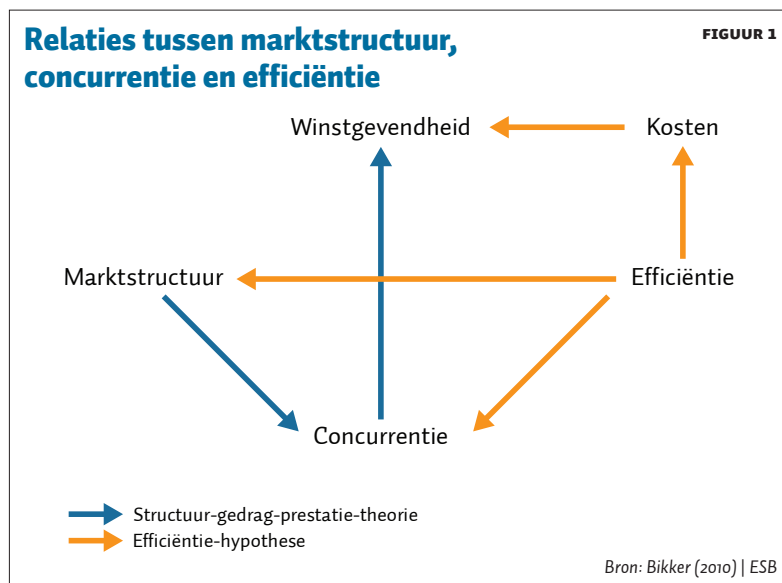 Relaties tussen marktstructuur,
concurrentie en efficiëntie
FIGUUR 1
Winstgevendheid
Kosten
Marktstructuur
Efficiëntie
Concurrentie
Structuur-gedrag-prestatie-theorie
Efficiëntie-hypothese
Bron: Bikker (2010) | ESB